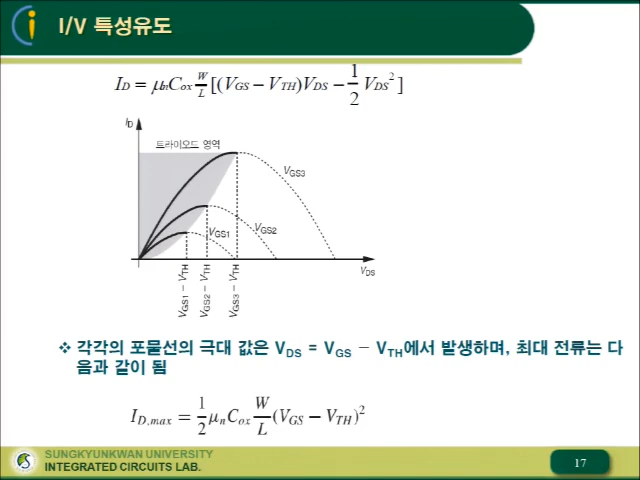 I/V 특성유도
I_D = μ_n C_ox W/L [(V_GS − V_TH)V_DS − 1/2 V_DS²]
I_D
트라이오드 영역
V_GS3
V_GS1
V_GS2
V_DS
V_GS1 − V_TH
V_GS2 − V_TH
V_GS3 − V_TH
❖ 각각의 포물선의 극대 값은 V_DS = V_GS − V_TH에서 발생하며, 최대 전류는 다
음과 같이 됨
I_D,max = 1/2 μ_n C_ox W/L (V_GS − V_TH)²
SUNGKYUNKWAN UNIVERSITY
INTEGRATED CIRCUITS LAB.
17